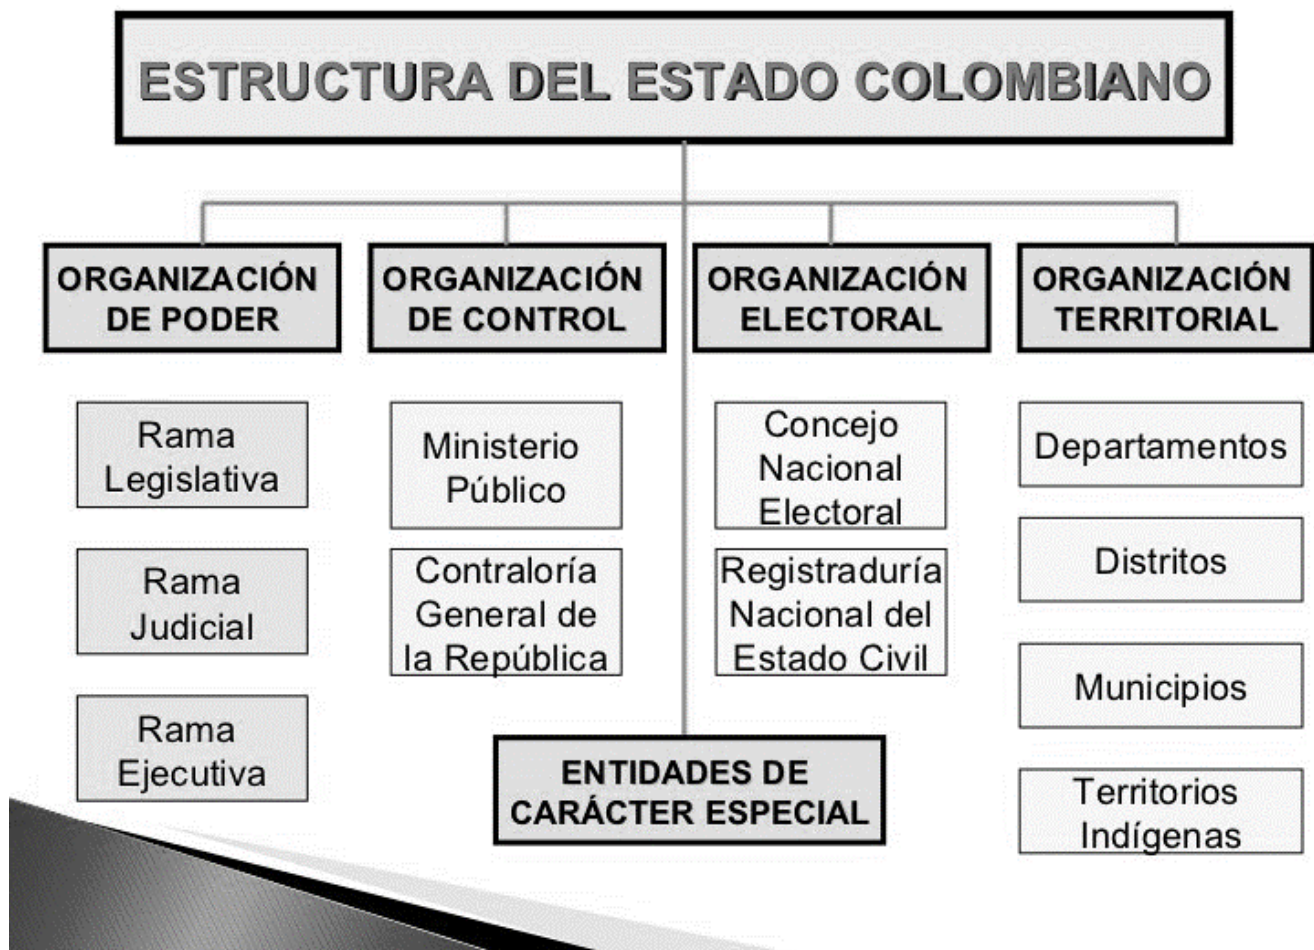 ESTRUCTURA DEL ESTADO COLOMBIANO
ORGANIZACIÓN
DE PODER
Rama
Legislativa
Rama
Judicial
Rama
Ejecutiva
ORGANIZACIÓN
DE CONTROL
Ministerio
Público
Contraloría
General de
la República
ORGANIZACIÓN
ELECTORAL
Concejo
Nacional
Electoral
Registraduría
Nacional del
Estado Civil
ORGANIZACIÓN
TERRITORIAL
Departamentos
Distritos
Municipios
Territorios
Indígenas
ENTIDADES DE
CARÁCTER ESPECIAL